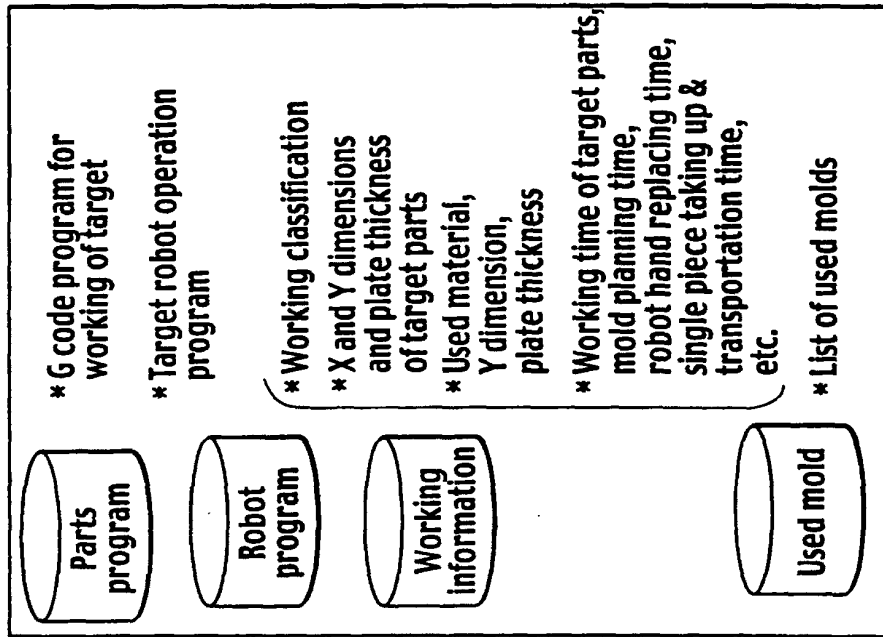 Parts
program
* G code program for
working of target
Robot
program
* Target robot operation
program
Working
information
* Working classification
* X and Y dimensions
and plate thickness
of target parts
* Used material,
Y dimension,
plate thickness
* Working time of target parts,
mold planning time,
robot hand replacing time,
single piece taking up &
transportation time,
etc.
Used mold
* List of used molds